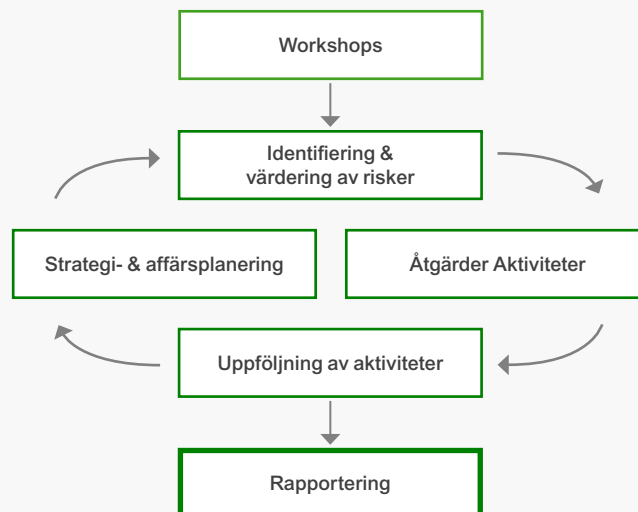 Workshops
Identifiering &
värdering av risker
Strategi- & affärsplanering
Åtgärder Aktiviteter
Uppföljning av aktiviteter
Rapportering